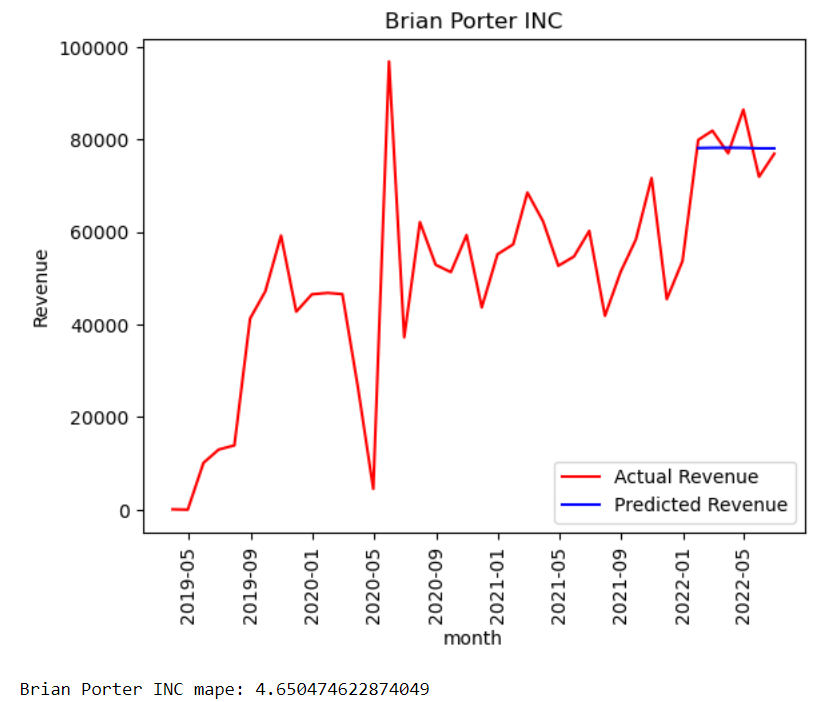 Brian Porter INC
100000
80000
60000
40000
20000
0
Revenue
Actual Revenue
Predicted Revenue
2019-05
2019-09
2020-01
2020-05
2020-09
2021-01
2021-05
2021-09
2022-01
2022-05
month
Brian Porter INC mape: 4.650474622874049